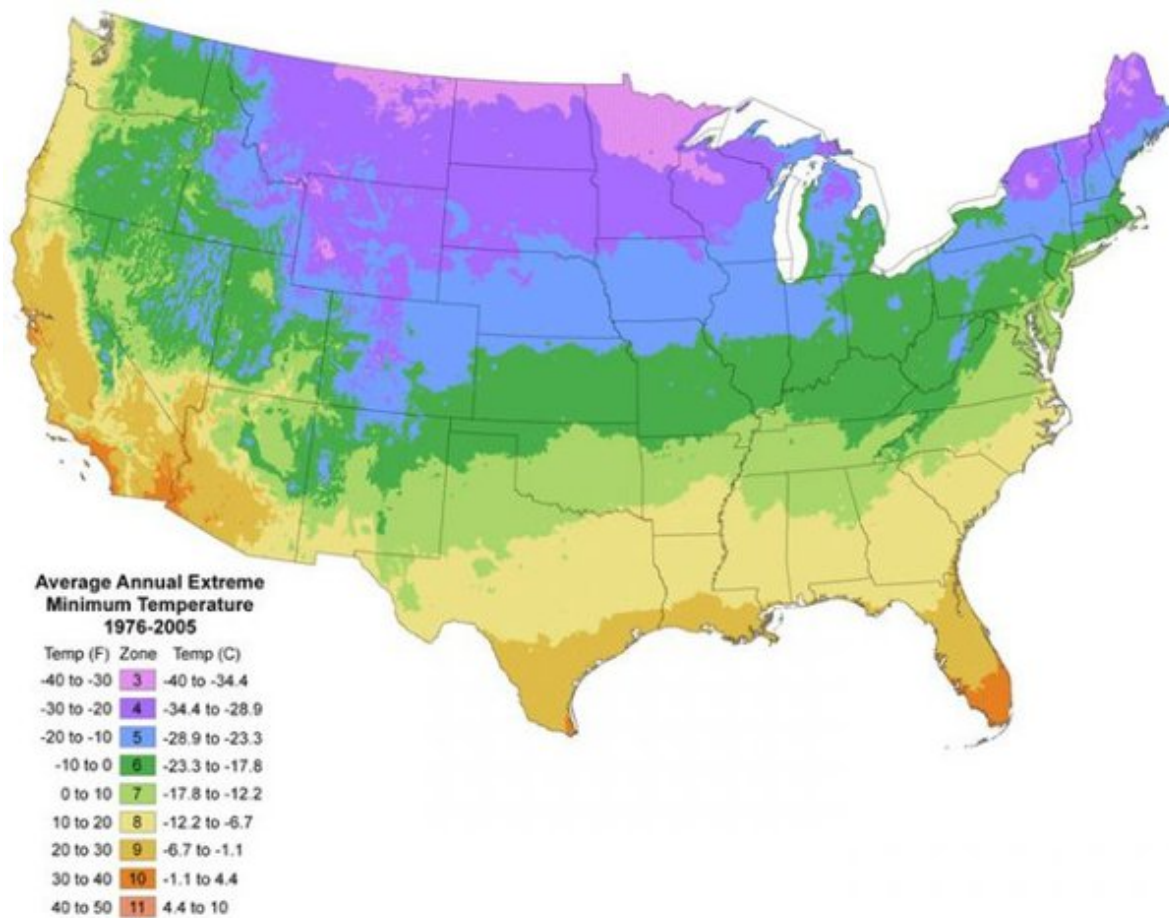 Average Annual Extreme
Minimum Temperature
1976-2005
Temp (F) Zone Temp (C)
-40 to -30 3 -40 to -34.4
-30 to -20 4 -34.4 to -28.9
-20 to -10 5 -28.9 to -23.3
-10 to 0 6 -23.3 to -17.8
0 to 10 7 -17.8 to -12.2
10 to 20 8 -12.2 to -6.7
20 to 30 9 -6.7 to -1.1
30 to 40 10 -1.1 to 4.4
40 to 50 11 4.4 to 10